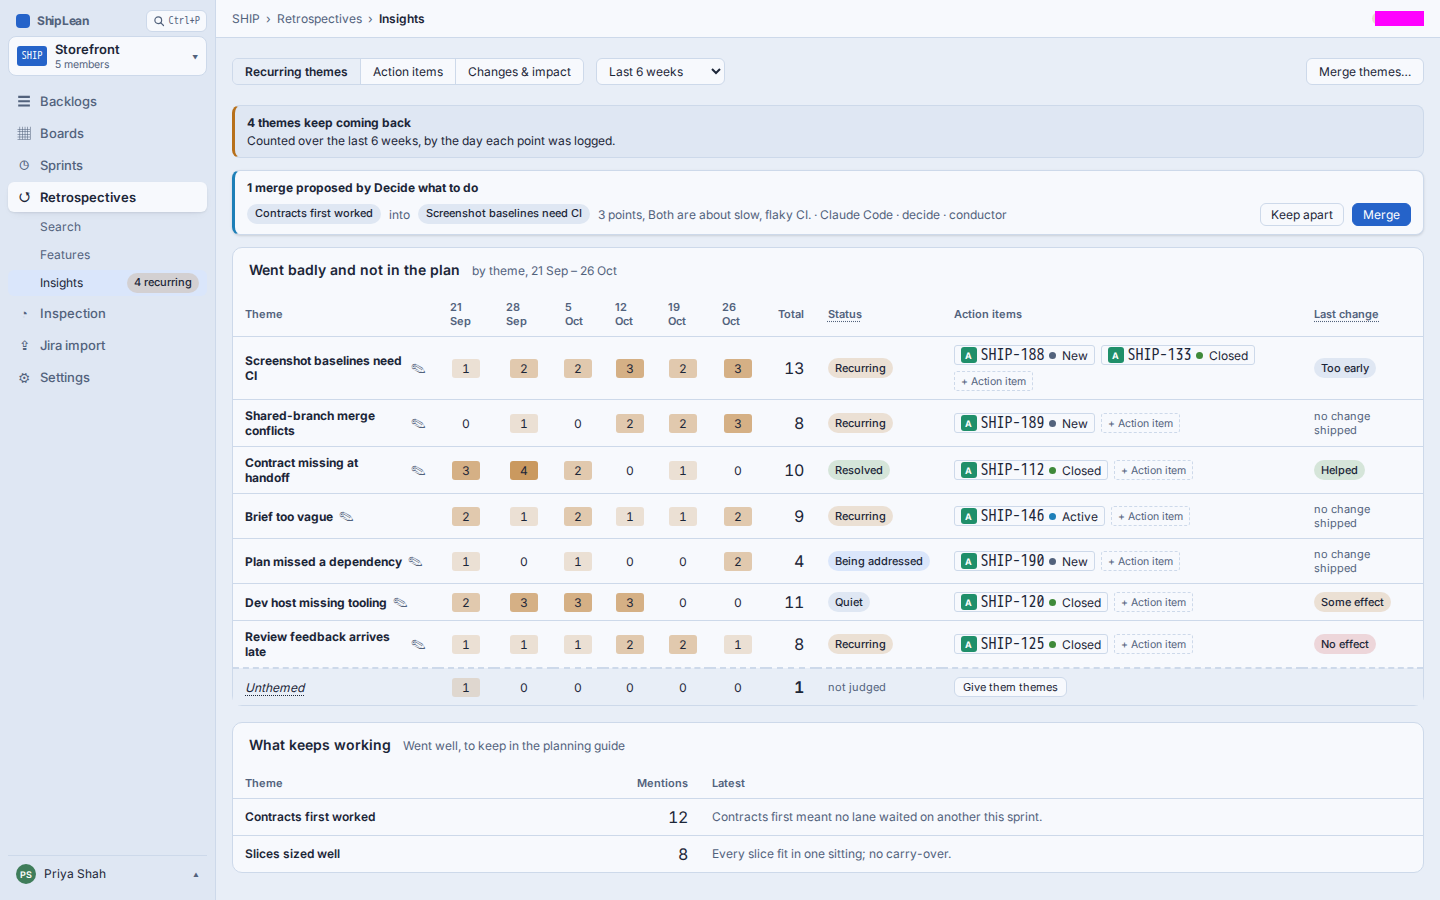 ShipLean
Ctrl+P
SHIP
Storefront
5 members
Backlogs
Boards
Sprints
Retrospectives
Search
Features
Insights
4 recurring
Inspection
Jira import
Settings
PS
Priya Shah
SHIP › Retrospectives › Insights
Recurring themes
Action items
Changes & impact
Last 6 weeks
Merge themes...
4 themes keep coming back
Counted over the last 6 weeks, by the day each point was logged.
1 merge proposed by Decide what to do
Contracts first worked into Screenshot baselines need CI 3 points, Both are about slow, flaky CI. · Claude Code · decide · conductor
Keep apart
Merge
Went badly and not in the plan by theme, 21 Sep – 26 Oct
Theme 21 Sep 28 Sep 5 Oct 12 Oct 19 Oct 26 Oct Total Status Action items Last change
Screenshot baselines need CI 1 2 2 3 2 3 13 Recurring A SHIP-188 New A SHIP-133 Closed + Action item Too early
Shared-branch merge conflicts 0 1 0 2 2 3 8 Recurring A SHIP-189 New + Action item no change shipped
Contract missing at handoff 3 4 2 0 1 0 10 Resolved A SHIP-112 Closed + Action item Helped
Brief too vague 2 1 2 1 1 2 9 Recurring A SHIP-146 Active + Action item no change shipped
Plan missed a dependency 1 0 1 0 0 2 4 Being addressed A SHIP-190 New + Action item no change shipped
Dev host missing tooling 2 3 3 3 0 0 11 Quiet A SHIP-120 Closed + Action item Some effect
Review feedback arrives late 1 1 1 2 2 1 8 Recurring A SHIP-125 Closed + Action item No effect
Unthemed 1 0 0 0 0 0 1 not judged Give them themes
What keeps working Went well, to keep in the planning guide
Theme Mentions Latest
Contracts first worked 12 Contracts first meant no lane waited on another this sprint.
Slices sized well 8 Every slice fit in one sitting; no carry-over.